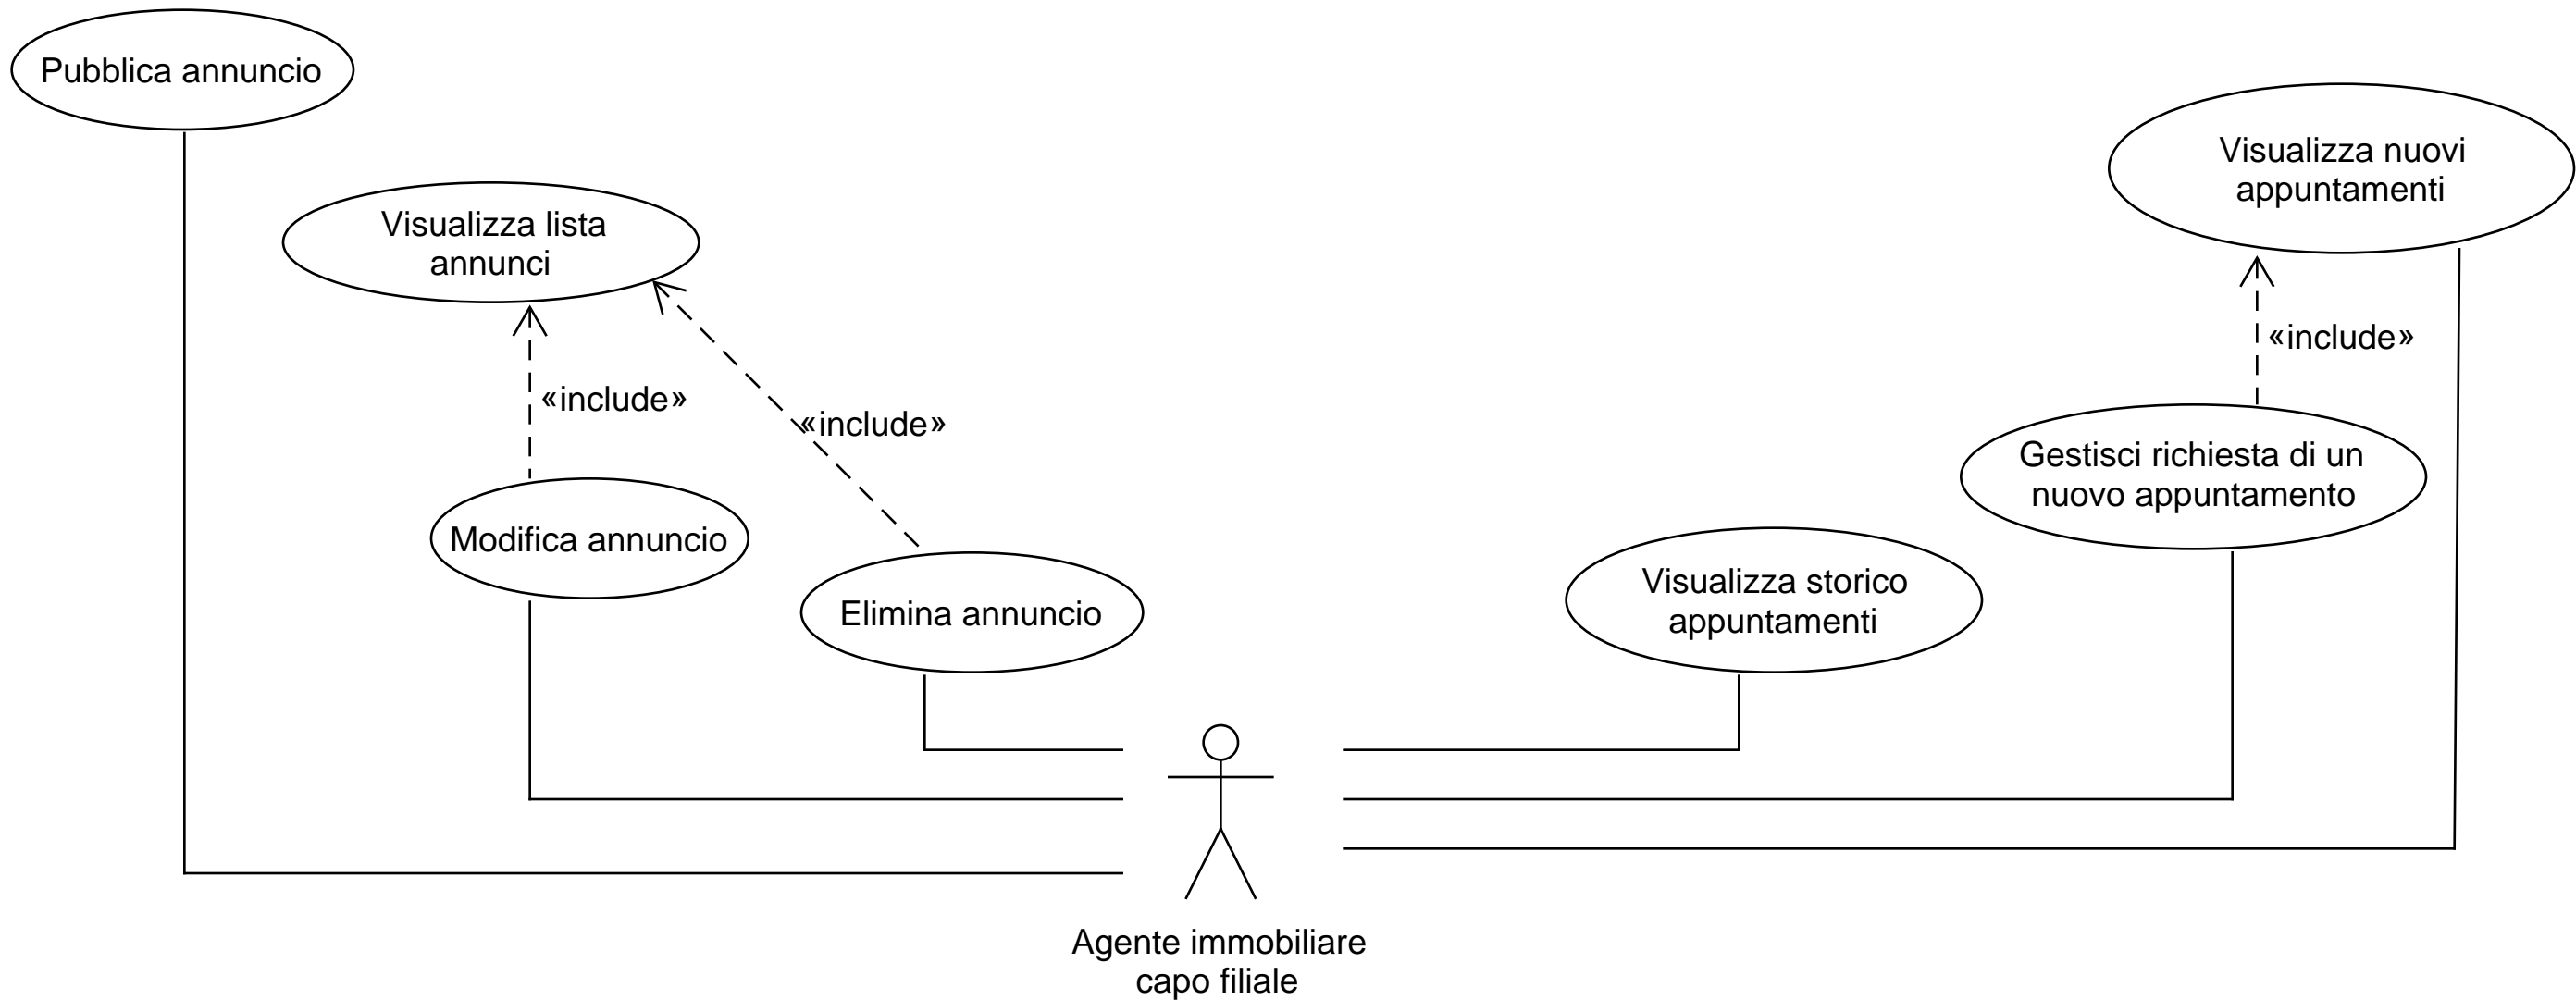 Pubblica annuncio
Visualizza lista
annunci
«include»
«include»
Modifica annuncio
Elimina annuncio
Visualizza nuovi
appuntamenti
«include»
Gestisci richiesta di un
nuovo appuntamento
Visualizza storico
appuntamenti
Agente immobiliare
capo filiale